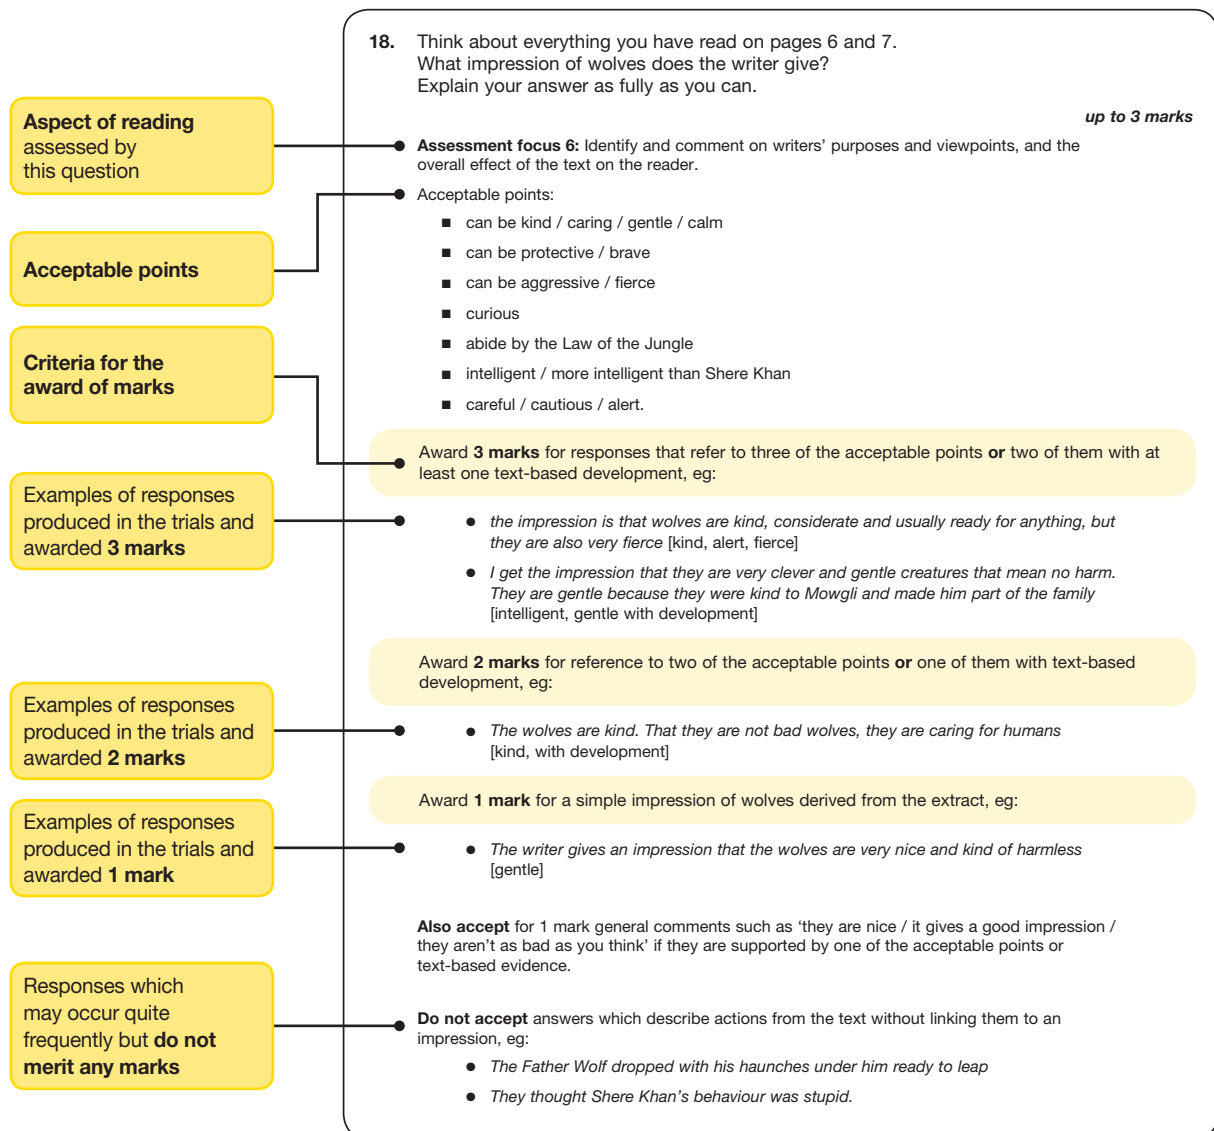 18. Think about everything you have read on pages 6 and 7.
What impression of wolves does the writer give?
Explain your answer as fully as you can.
up to 3 marks
Aspect of reading
assessed by
this question
Assessment focus 6: Identify and comment on writers' purposes and viewpoints, and the
overall effect of the text on the reader.
Acceptable points
Acceptable points:
■ can be kind / caring / gentle / calm
■ can be protective / brave
■ can be aggressive / fierce
■ curious
■ abide by the Law of the Jungle
■ intelligent / more intelligent than Shere Khan
■ careful / cautious / alert.
Criteria for the
award of marks
Award 3 marks for responses that refer to three of the acceptable points or two of them with at
least one text-based development, eg:
Examples of responses
produced in the trials and
awarded 3 marks
● the impression is that wolves are kind, considerate and usually ready for anything, but
they are also very fierce [kind, alert, fierce]
● I get the impression that they are very clever and gentle creatures that mean no harm.
They are gentle because they were kind to Mowgli and made him part of the family
[intelligent, gentle with development]
Award 2 marks for reference to two of the acceptable points or one of them with text-based
development, eg:
Examples of responses
produced in the trials and
awarded 2 marks
● The wolves are kind. That they are not bad wolves, they are caring for humans
[kind, with development]
Award 1 mark for a simple impression of wolves derived from the extract, eg:
Examples of responses
produced in the trials and
awarded 1 mark
● The writer gives an impression that the wolves are very nice and kind of harmless
[gentle]
Also accept for 1 mark general comments such as 'they are nice / it gives a good impression /
they aren't as bad as you think' if they are supported by one of the acceptable points or
text-based evidence.
Responses which
may occur quite
frequently but do not
merit any marks
Do not accept answers which describe actions from the text without linking them to an
impression, eg:
● The Father Wolf dropped with his haunches under him ready to leap
● They thought Shere Khan's behaviour was stupid.